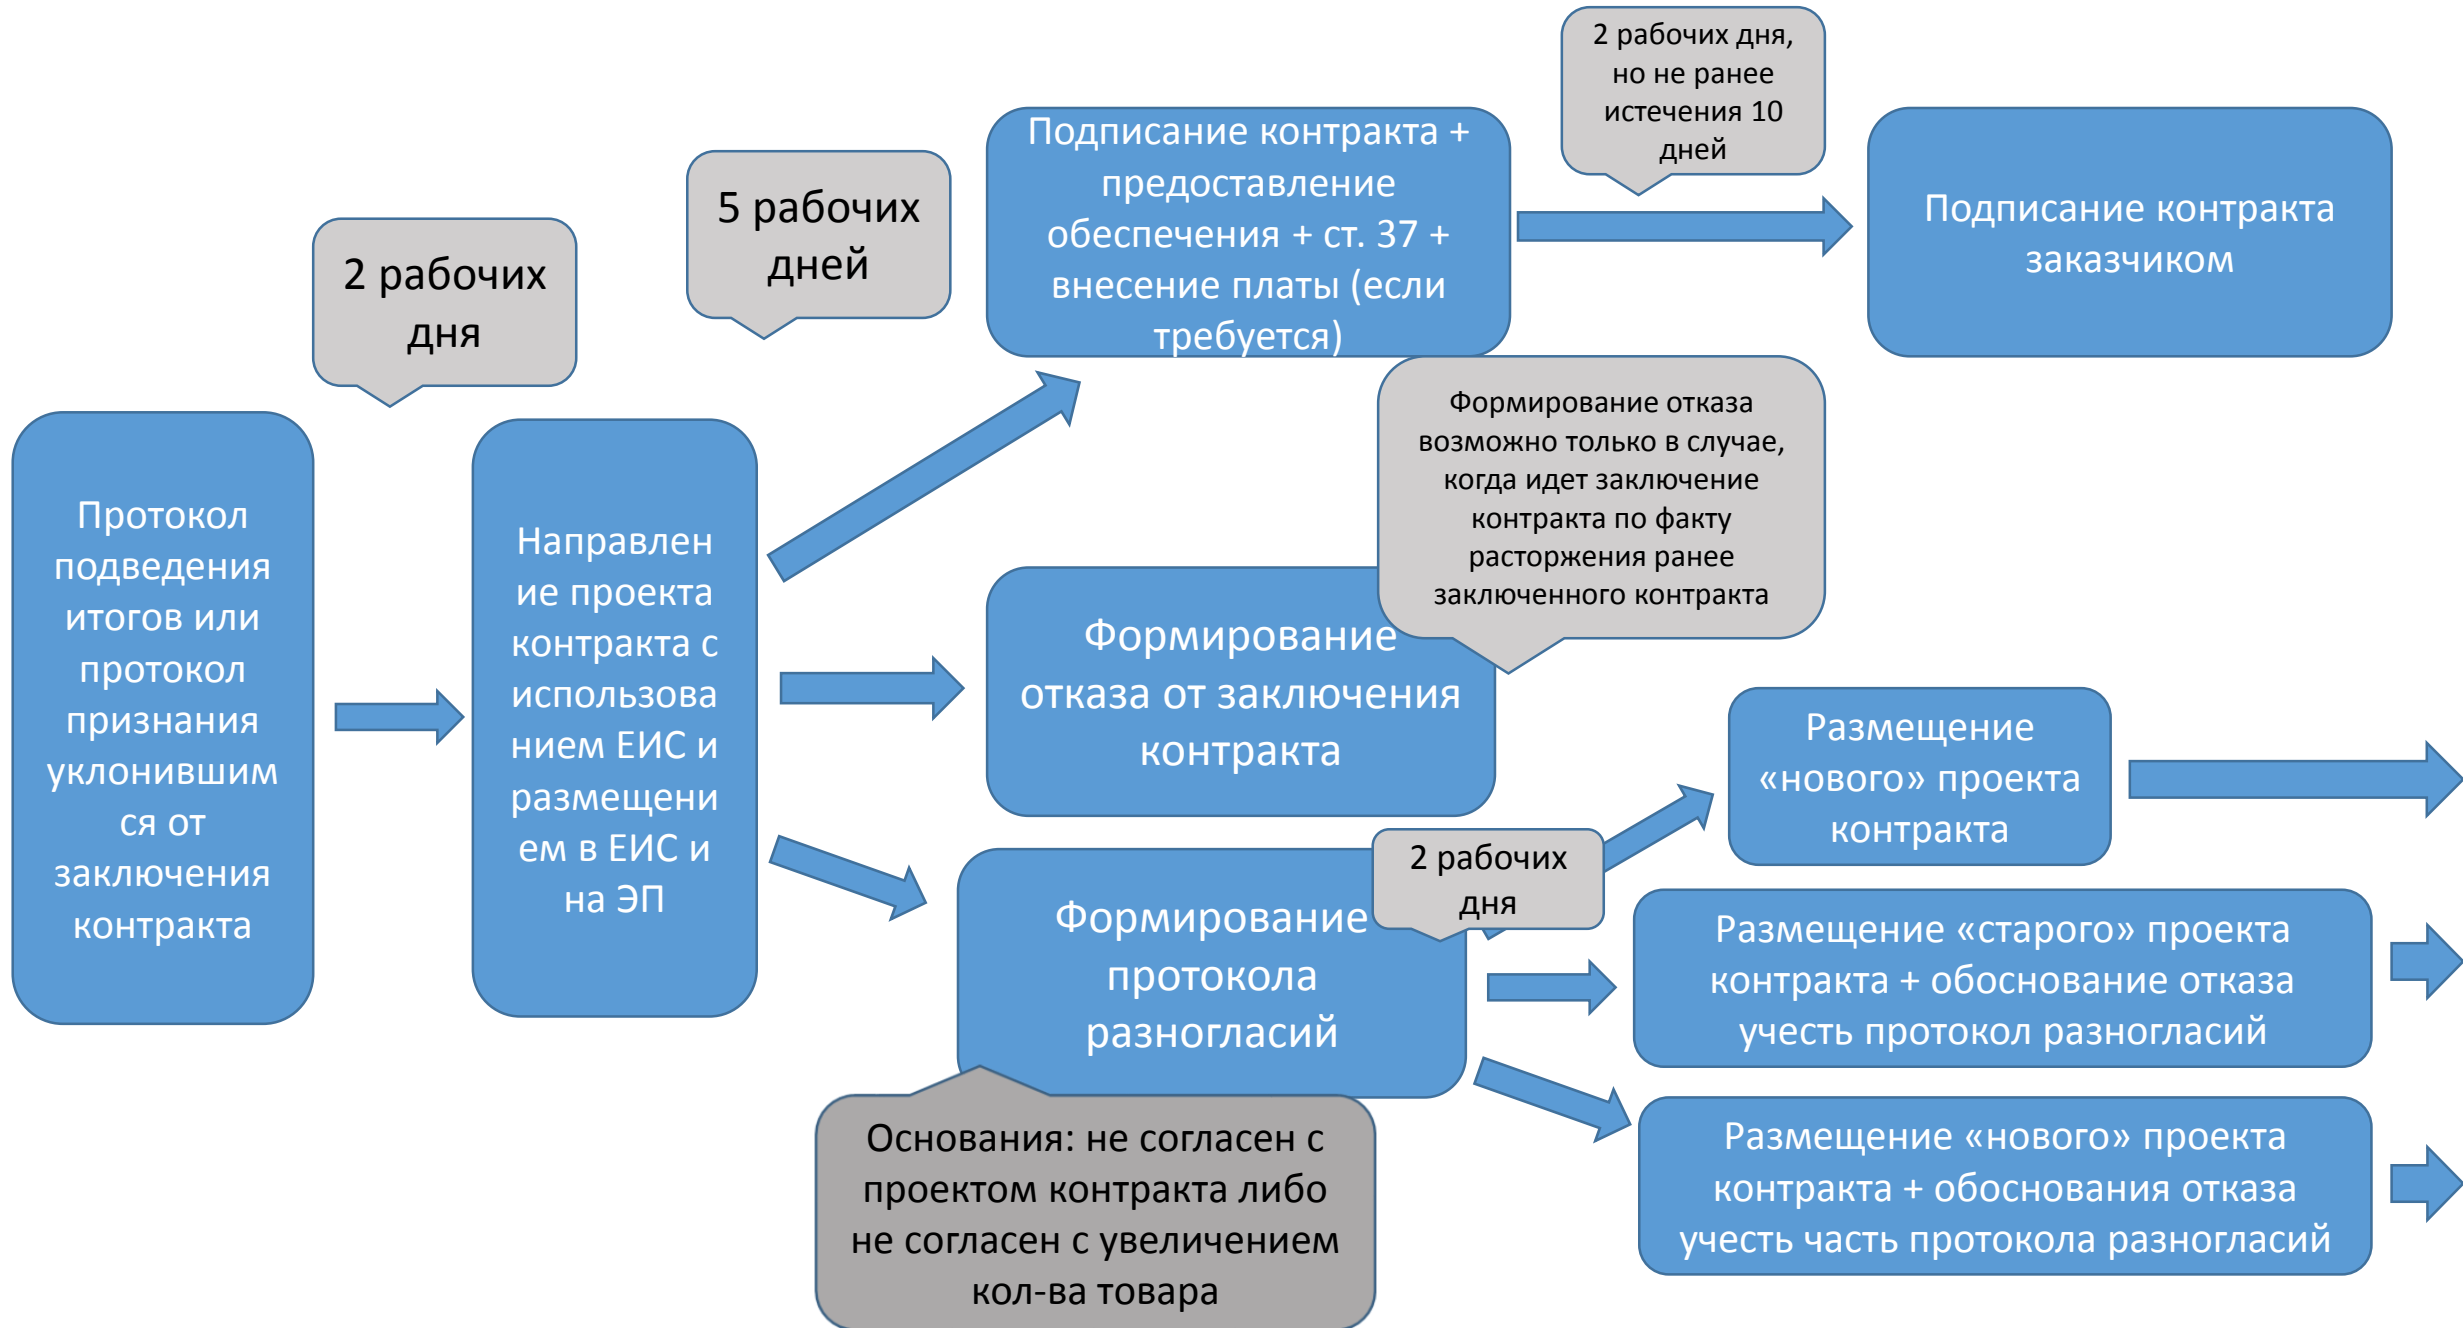 Протокол
подведения
итогов или
протокол
признания
уклонившим
ся от
заключения
контракта
2 рабочих
дня
Направлен
ие проекта
контракта с
использова
нием ЕИС и
размещени
ем в ЕИС и
на ЭП
5 рабочих
дней
Подписание контракта +
предоставление
обеспечения + ст. 37 +
внесение платы (если
требуется)
2 рабочих дня,
но не ранее
истечения 10
дней
Подписание контракта
заказчиком
Формирование отказа
возможно только в случае,
когда идет заключение
контракта по факту
расторжения ранее
заключенного контракта
Формирование
отказа от заключения
контракта
Формирование
протокола
разногласий
2 рабочих
дня
Основания: не согласен с
проектом контракта либо
не согласен с увеличением
кол-ва товара
Размещение
«нового» проекта
контракта
Размещение «старого» проекта
контракта + обоснование отказа
учесть протокол разногласий
Размещение «нового» проекта
контракта + обоснования отказа
учесть часть протокола разногласий